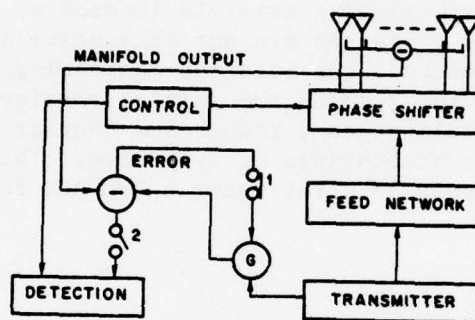 MANIFOLD OUTPUT
CONTROL
PHASE SHIFTER
ERROR
1
2
G
FEED NETWORK
DETECTION
TRANSMITTER